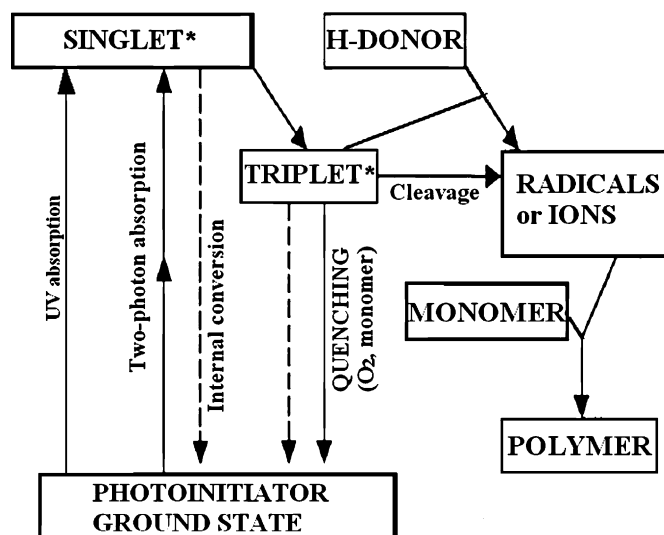 SINGLET*
H-DONOR
TRIPLET*
Cleavage
RADICALS
or IONS
UV absorption
Two-photon absorption
Internal conversion
QUENCHING
(O2, monomer)
MONOMER
POLYMER
PHOTOINITIATOR
GROUND STATE